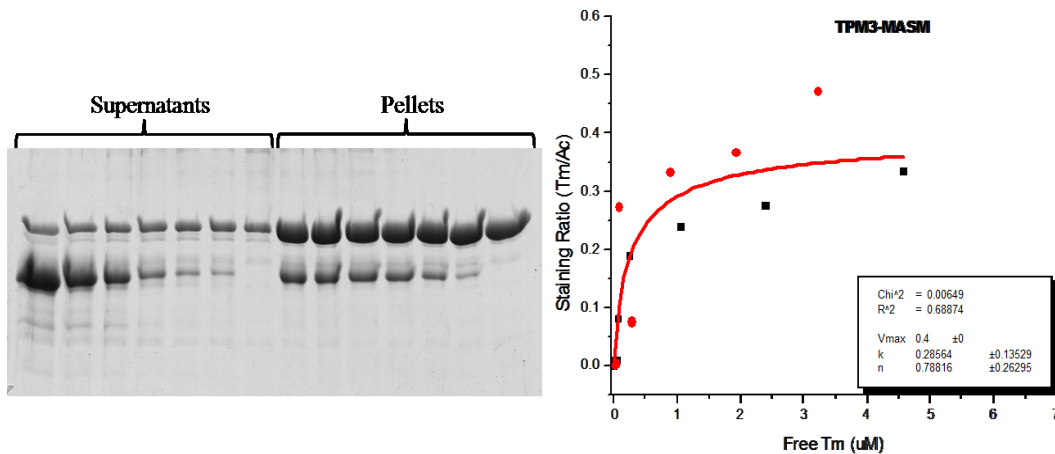 Supernatants
Pellets
TPM3-MASM
0.6
0.5
0.4
0.3
0.2
0.1
0.0
Staining Ratio (Tm/Ac)
Chi^2 = 0.00649
R^2 = 0.68874
Vmax 0.4 ±0
k 0.28564 ±0.13529
n 0.78816 ±0.26295
0 1 2 3 4 5 6 7
Free Tm (uM)